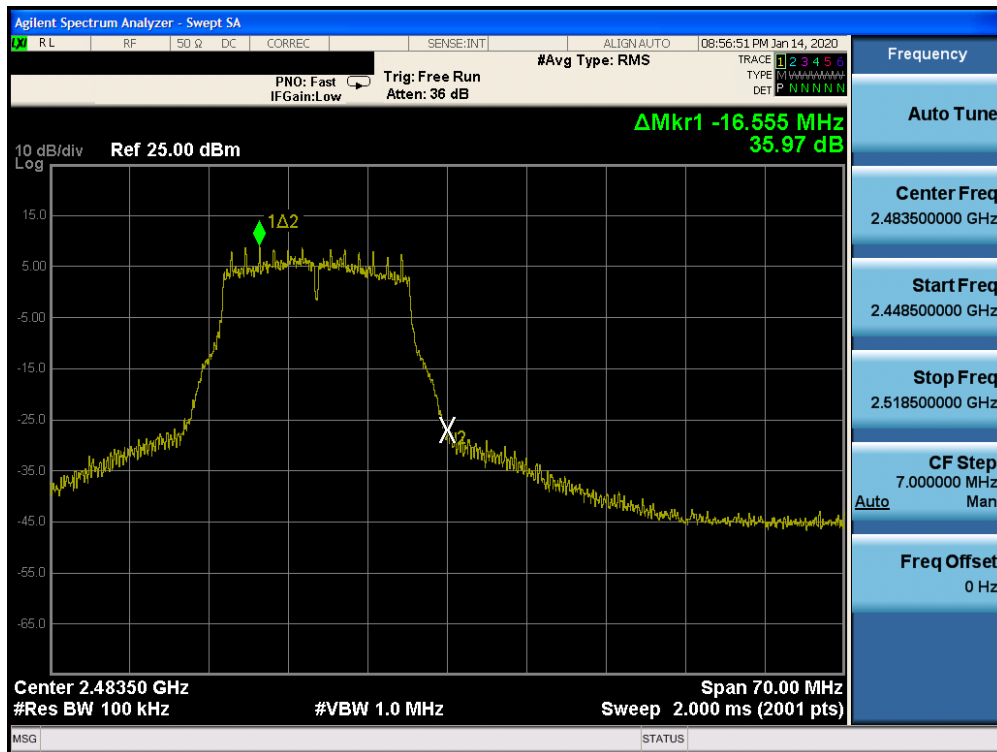 Agilent Spectrum Analyzer - Swept SA
LXI RL RF 50 Ω DC CORREC SENSE:INT ALIGN AUTO 08:56:51 PM Jan 14, 2020
#Avg Type: RMS TRACE 1 2 3 4 5 6
PNO: Fast Trig: Free Run TYPE M WWWWW
IFGain:Low Atten: 36 dB DET P N N N N N
ΔMkr1 -16.555 MHz
10 dB/div Ref 25.00 dBm 35.97 dB
Log
15.0
1Δ2
5.00
-5.00
-15.0
-25.0
2
-35.0
-45.0
-55.0
-65.0
Center 2.48350 GHz Span 70.00 MHz
#Res BW 100 kHz #VBW 1.0 MHz Sweep 2.000 ms (2001 pts)
MSG STATUS
Frequency
Auto Tune
Center Freq
2.483500000 GHz
Start Freq
2.448500000 GHz
Stop Freq
2.518500000 GHz
CF Step
7.000000 MHz
Auto Man
Freq Offset
0 Hz